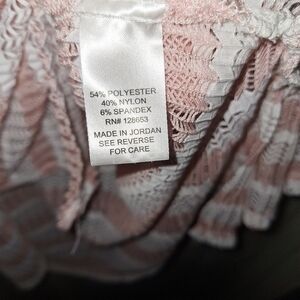 54% POLYESTER
40% NYLON
6% SPANDEX
RN# 128653
MADE IN JORDAN
SEE REVERSE
FOR CARE